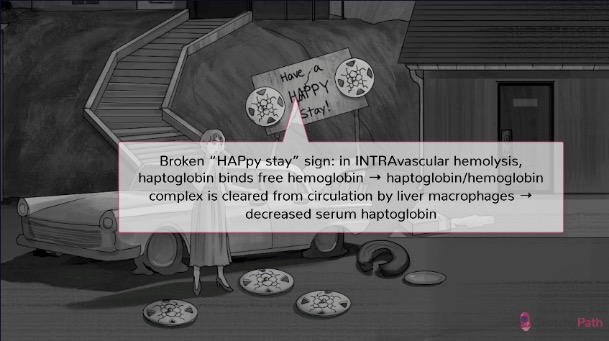 Have a
HAPPY
Stay!
Broken “HAPpy stay” sign: in INTRAvascular hemolysis,
haptoglobin binds free hemoglobin → haptoglobin/hemoglobin
complex is cleared from circulation by liver macrophages →
decreased serum haptoglobin
Path